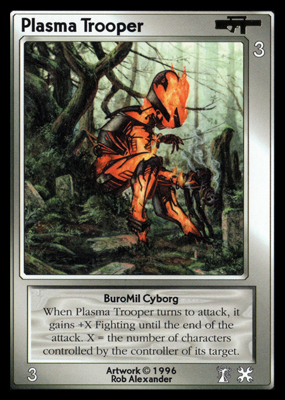 Plasma Trooper
3
BuroMil Cyborg
When Plasma Trooper turns to attack, it
gains +X Fighting until the end of the
attack. X = the number of characters
controlled by the controller of its target.
3
Artwork © 1996
Rob Alexander